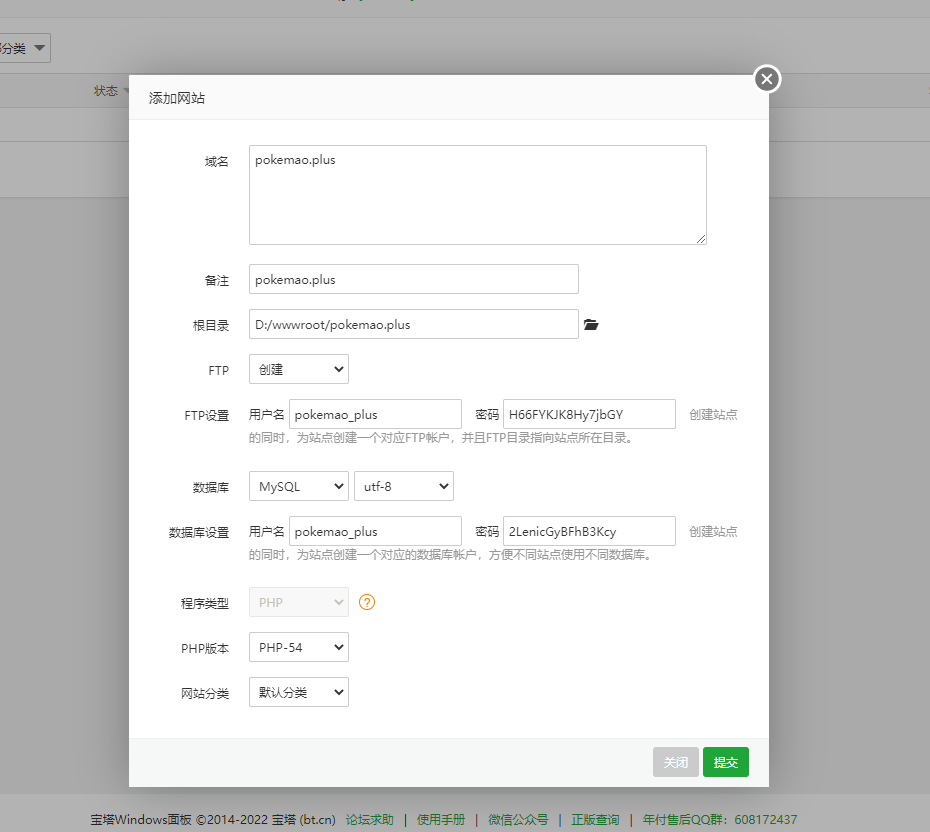 分类
状态
添加网站
域名 pokemao.plus
备注 pokemao.plus
根目录 D:/wwwroot/pokemao.plus
FTP 创建
FTP设置 用户名 pokemao_plus 密码 H66FYKJK8Hy7jbGY 创建站点
的同时，为站点创建一个对应FTP帐户，并且FTP目录指向站点所在目录。
数据库 MySQL utf-8
数据库设置 用户名 pokemao_plus 密码 2LenicGyBFhB3Kcy 创建站点
的同时，为站点创建一个对应的数据库帐户，方便不同站点使用不同数据库。
程序类型 PHP ?
PHP版本 PHP-54
网站分类 默认分类
关闭 提交
宝塔Windows面板 ©2014-2022 宝塔 (bt.cn) 论坛求助 | 使用手册 | 微信公众号 | 正版查询 | 年付售后QQ群：608172437